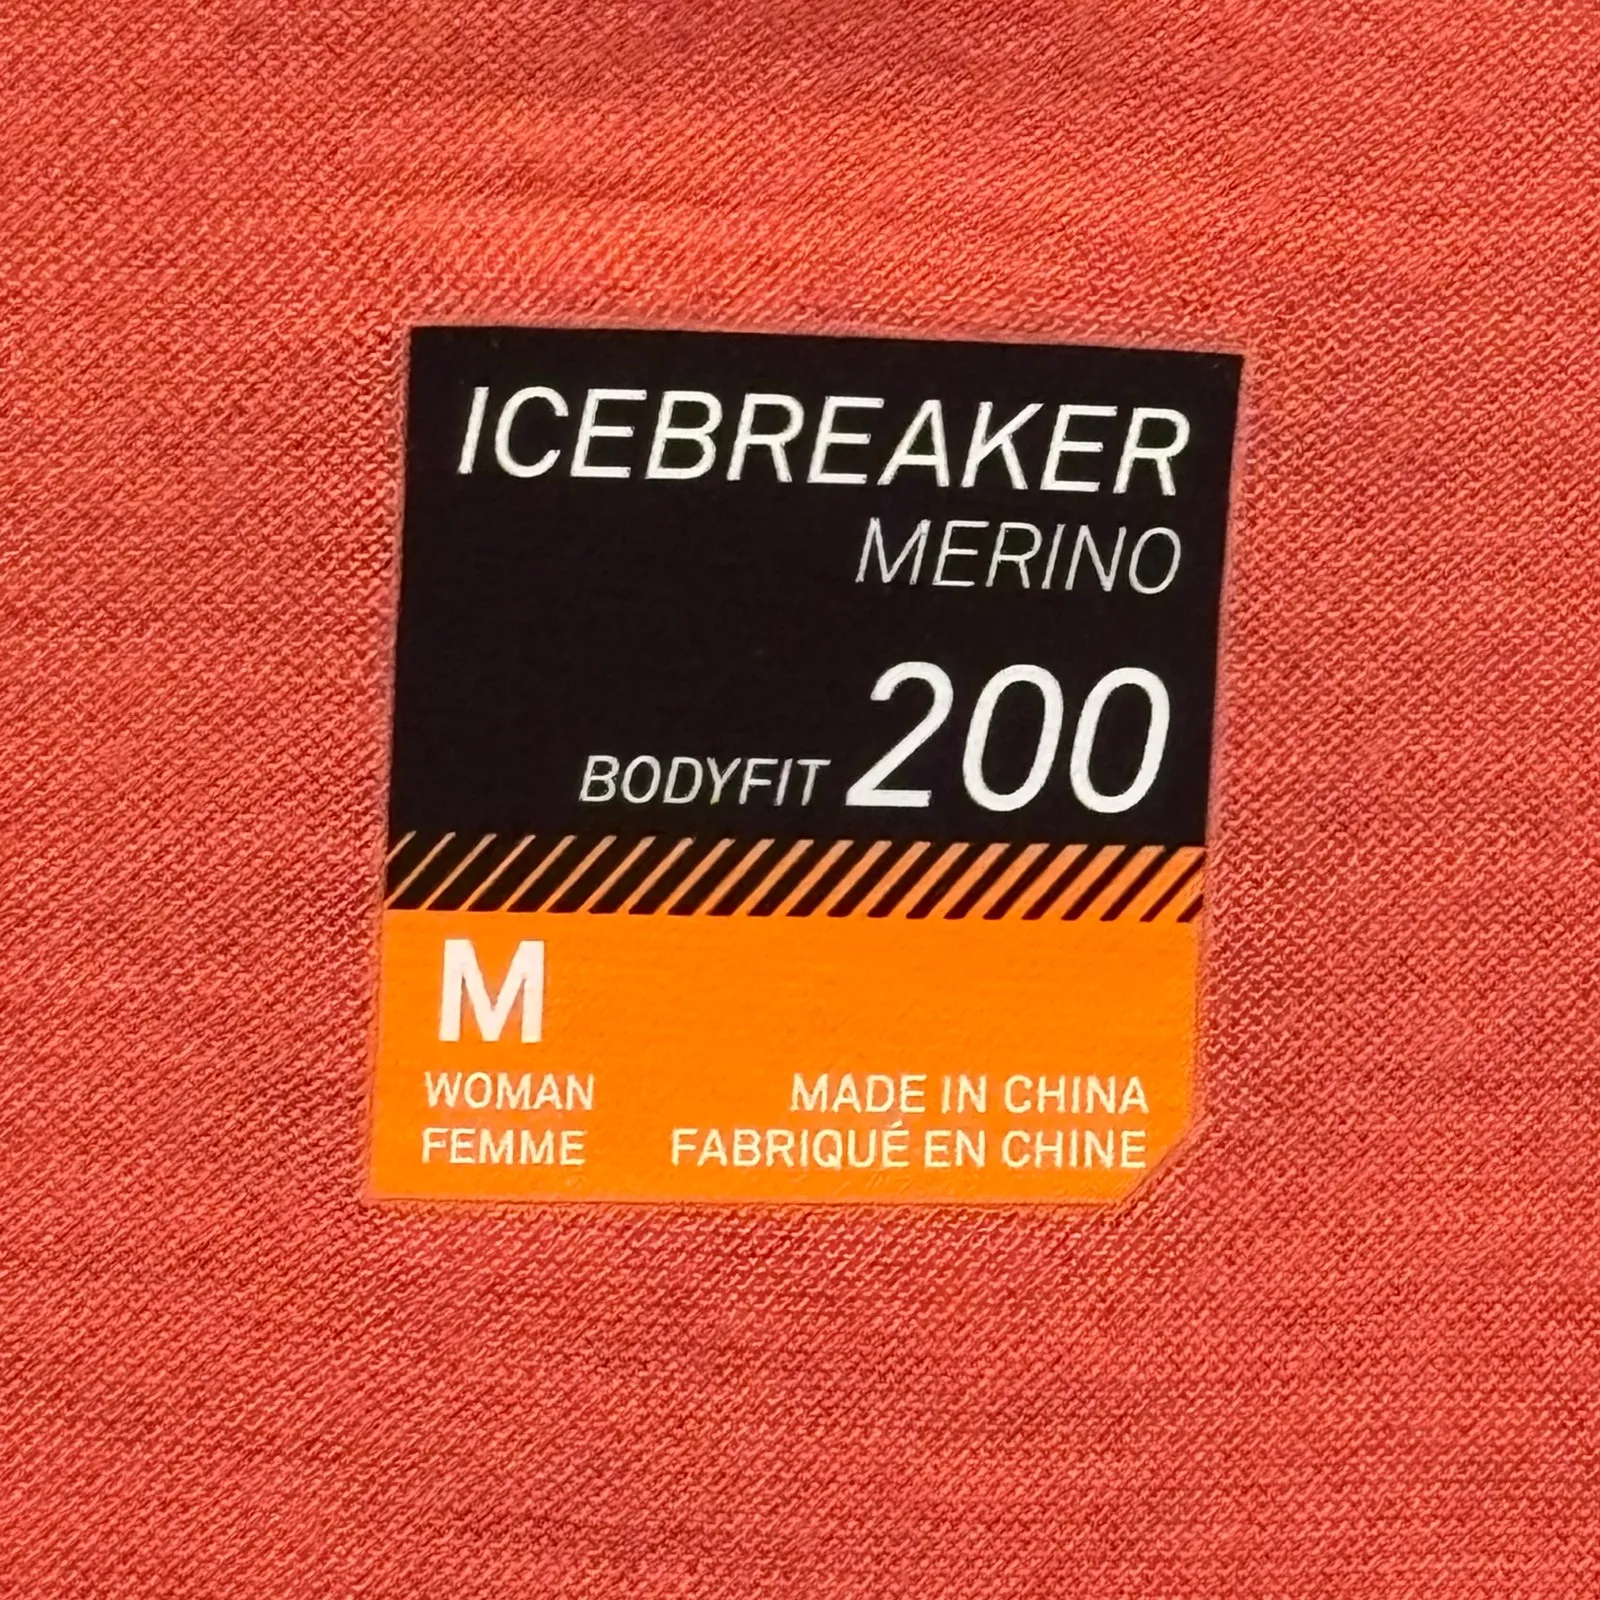 ICEBREAKER
MERINO
BODYFIT 200
M
WOMAN
FEMME
MADE IN CHINA
FABRIQUÉ EN CHINE